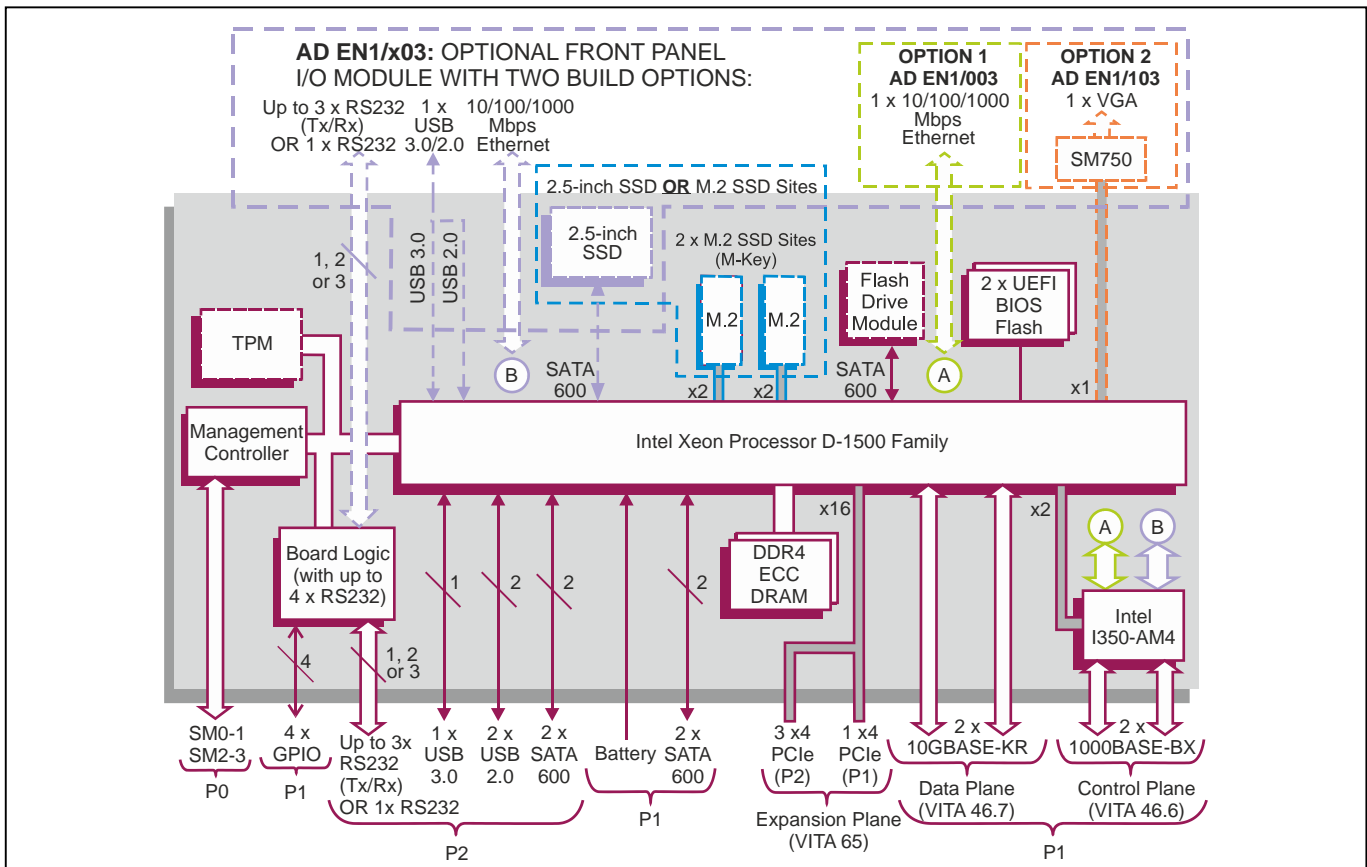 AD EN1/x03: OPTIONAL FRONT PANEL
I/O MODULE WITH TWO BUILD OPTIONS:
Up to 3 x RS232
(Tx/Rx)
OR 1 x RS232
1 x
USB
3.0/2.0
10/100/1000
Mbps
Ethernet
OPTION 1
AD EN1/003
1 x 10/100/1000
Mbps
Ethernet
OPTION 2
AD EN1/103
1 x VGA
SM750
2.5-inch SSD OR M.2 SSD Sites
2.5-inch
SSD
2 x M.2 SSD Sites
(M-Key)
M.2
M.2
1, 2
or 3
USB 3.0
USB 2.0
Flash
Drive
Module
2 x UEFI
BIOS
Flash
TPM
B
SATA
600
x2
x2
SATA
600
A
x1
Management
Controller
Intel Xeon Processor D-1500 Family
x16
x2
A
B
Board Logic
(with up to
4 x RS232)
1
2
2
2
DDR4
ECC
DRAM
Intel
I350-AM4
4
1, 2
or 3
SM0-1
SM2-3
P0
4 x
GPIO
P1
Up to 3x
RS232
(Tx/Rx)
OR 1x RS232
1 x
USB
3.0
2 x
USB
2.0
2 x
SATA
600
P2
Battery
2 x
SATA
600
P1
3 x4
PCIe
(P2)
1 x4
PCIe
(P1)
Expansion Plane
(VITA 65)
2 x
10GBASE-KR
Data Plane
(VITA 46.7)
2 x
1000BASE-BX
Control Plane
(VITA 46.6)
P1